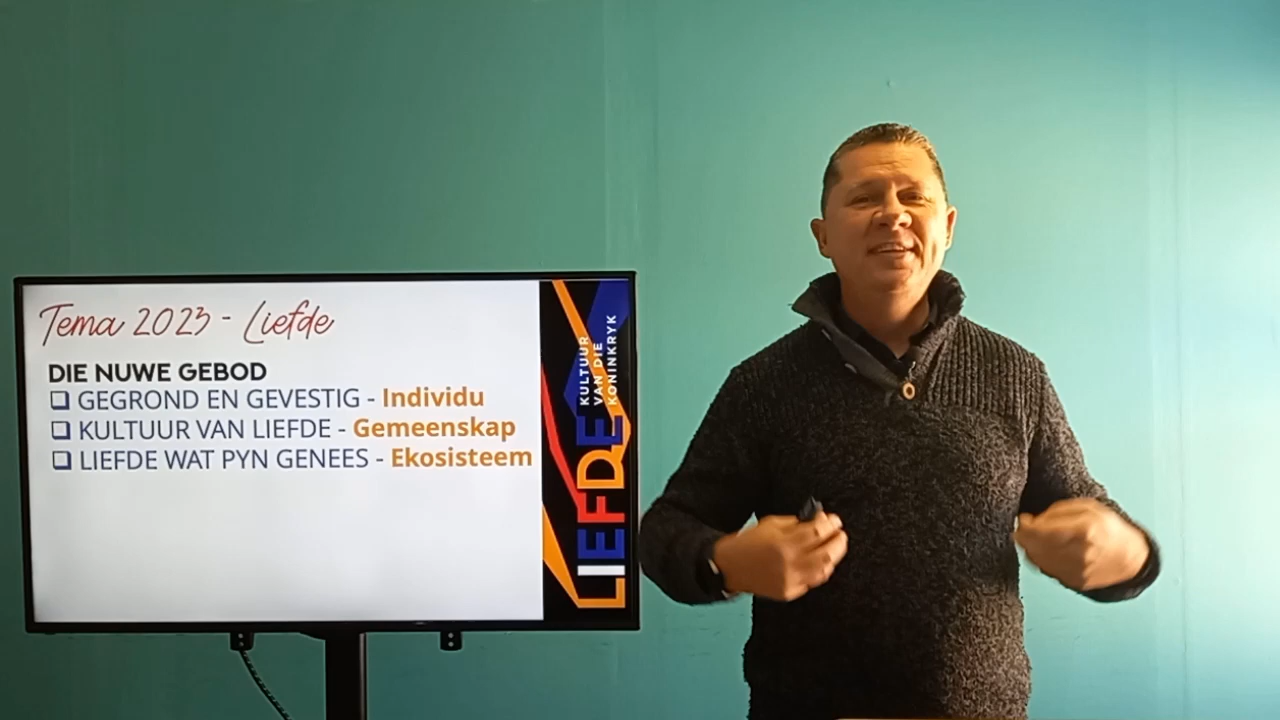 Tema 2023 - Liefde
DIE NUWE GEBOD
GEGROND EN GEVESTIG - Individu
KULTUUR VAN LIEFDE - Gemeenskap
LIEFDE WAT PYN GENEES - Ekosisteem
LIEFDE
KULTUUR
VAN DIE
KONINKRYK